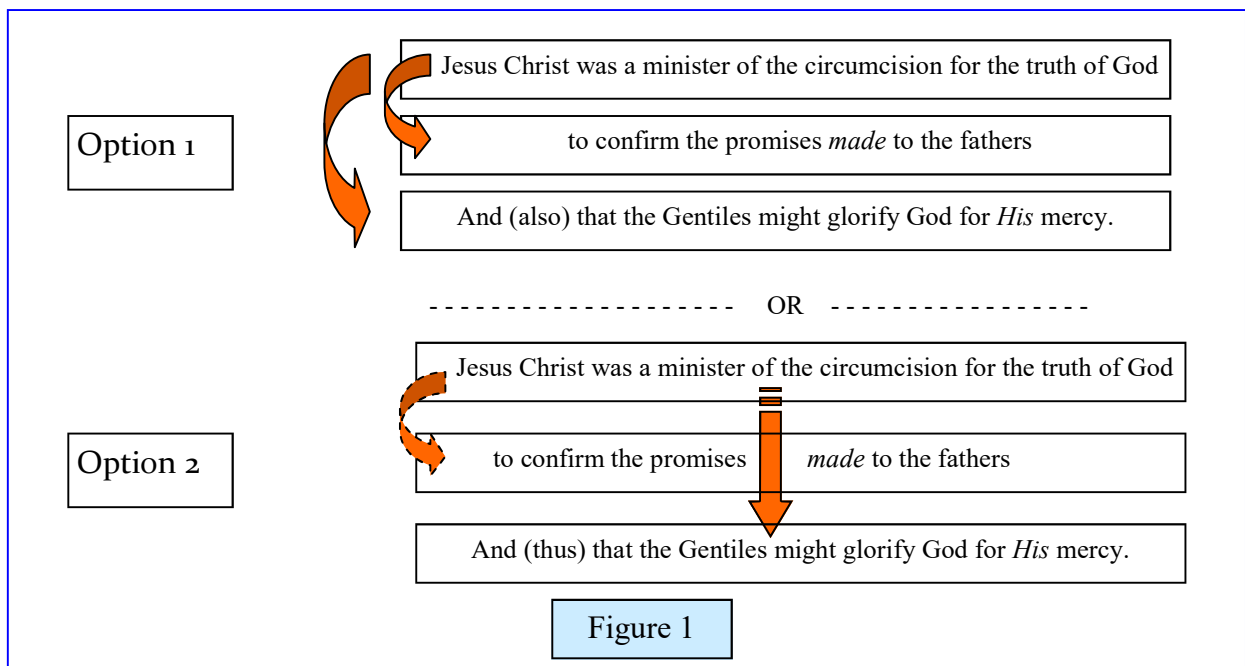 Jesus Christ was a minister of the circumcision for the truth of God
Option 1
to confirm the promises made to the fathers
And (also) that the Gentiles might glorify God for His mercy.
- - - - - - - - - - - - - - - - - - - - - OR - - - - - - - - - - - - - - - - - -
Jesus Christ was a minister of the circumcision for the truth of God
Option 2
to confirm the promises made to the fathers
And (thus) that the Gentiles might glorify God for His mercy.
Figure 1